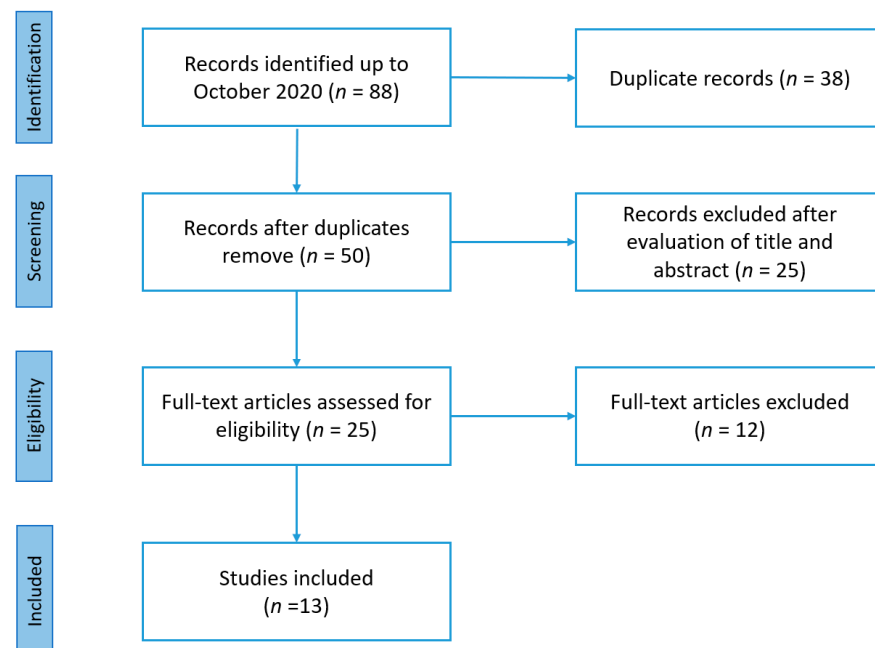 Identification
Records identified up to
October 2020 (n = 88)
Duplicate records (n = 38)
Screening
Records after duplicates
remove (n = 50)
Records excluded after
evaluation of title and
abstract (n = 25)
Eligibility
Full-text articles assessed for
eligibility (n = 25)
Full-text articles excluded
(n = 12)
Included
Studies included
(n =13)